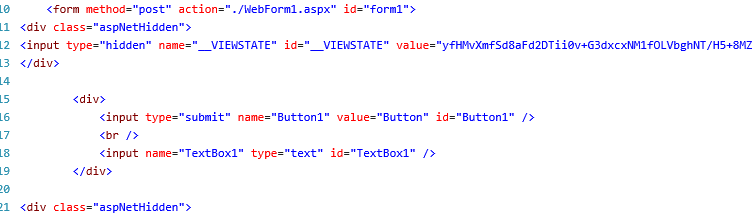 10 <form method="post" action="./WebForm1.aspx" id="form1">
11 <div class="aspNetHidden">
12 <input type="hidden" name="__VIEWSTATE" id="__VIEWSTATE" value="yfHMvXmfSd8aFd2DTii0v+G3dxcxNM1fOLVbghNT/H5+8MZ
13 </div>
14
15 <div>
16 <input type="submit" name="Button1" value="Button" id="Button1" />
17 <br />
18 <input name="TextBox1" type="text" id="TextBox1" />
19 </div>
20
21 <div class="aspNetHidden">